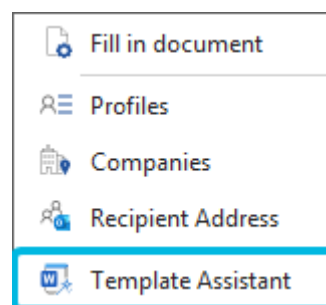 Fill in document
Profiles
Companies
Recipient Address
Template Assistant